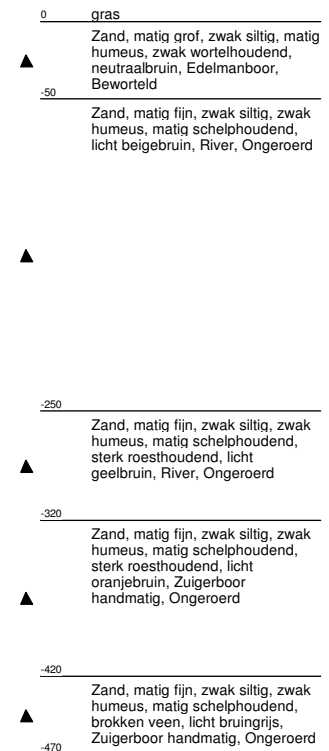 0 gras
Zand, matig grof, zwak siltig, matig
humeus, zwak wortelhoudend,
neutraalbruin, Edelmanboor,
Beworteld
-50
Zand, matig fijn, zwak siltig, zwak
humeus, matig schelphoudend,
licht beigebruin, River, Ongeroerd
-250
Zand, matig fijn, zwak siltig, zwak
humeus, matig schelphoudend,
sterk roesthoudend, licht
geelbruin, River, Ongeroerd
-320
Zand, matig fijn, zwak siltig, zwak
humeus, matig schelphoudend,
sterk roesthoudend, licht
oranjebruin, Zuigerboor
handmatig, Ongeroerd
-420
Zand, matig fijn, zwak siltig, zwak
humeus, matig schelphoudend,
brokken veen, licht bruingrijs,
Zuigerboor handmatig, Ongeroerd
-470